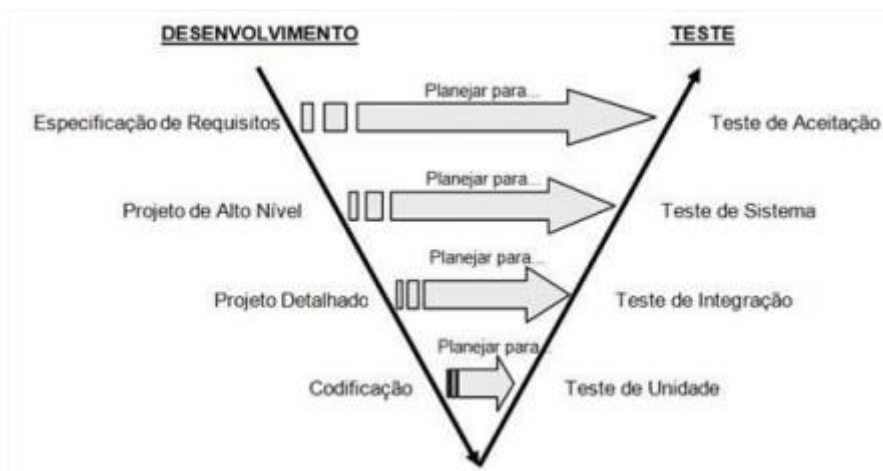 DESENVOLVIMENTO TESTE
Planejar para...
Especificação de Requisitos Teste de Aceitação
Planejar para...
Projeto de Alto Nível Teste de Sistema
Planejar para...
Projeto Detalhado Teste de Integração
Planejar para...
Codificação Teste de Unidade